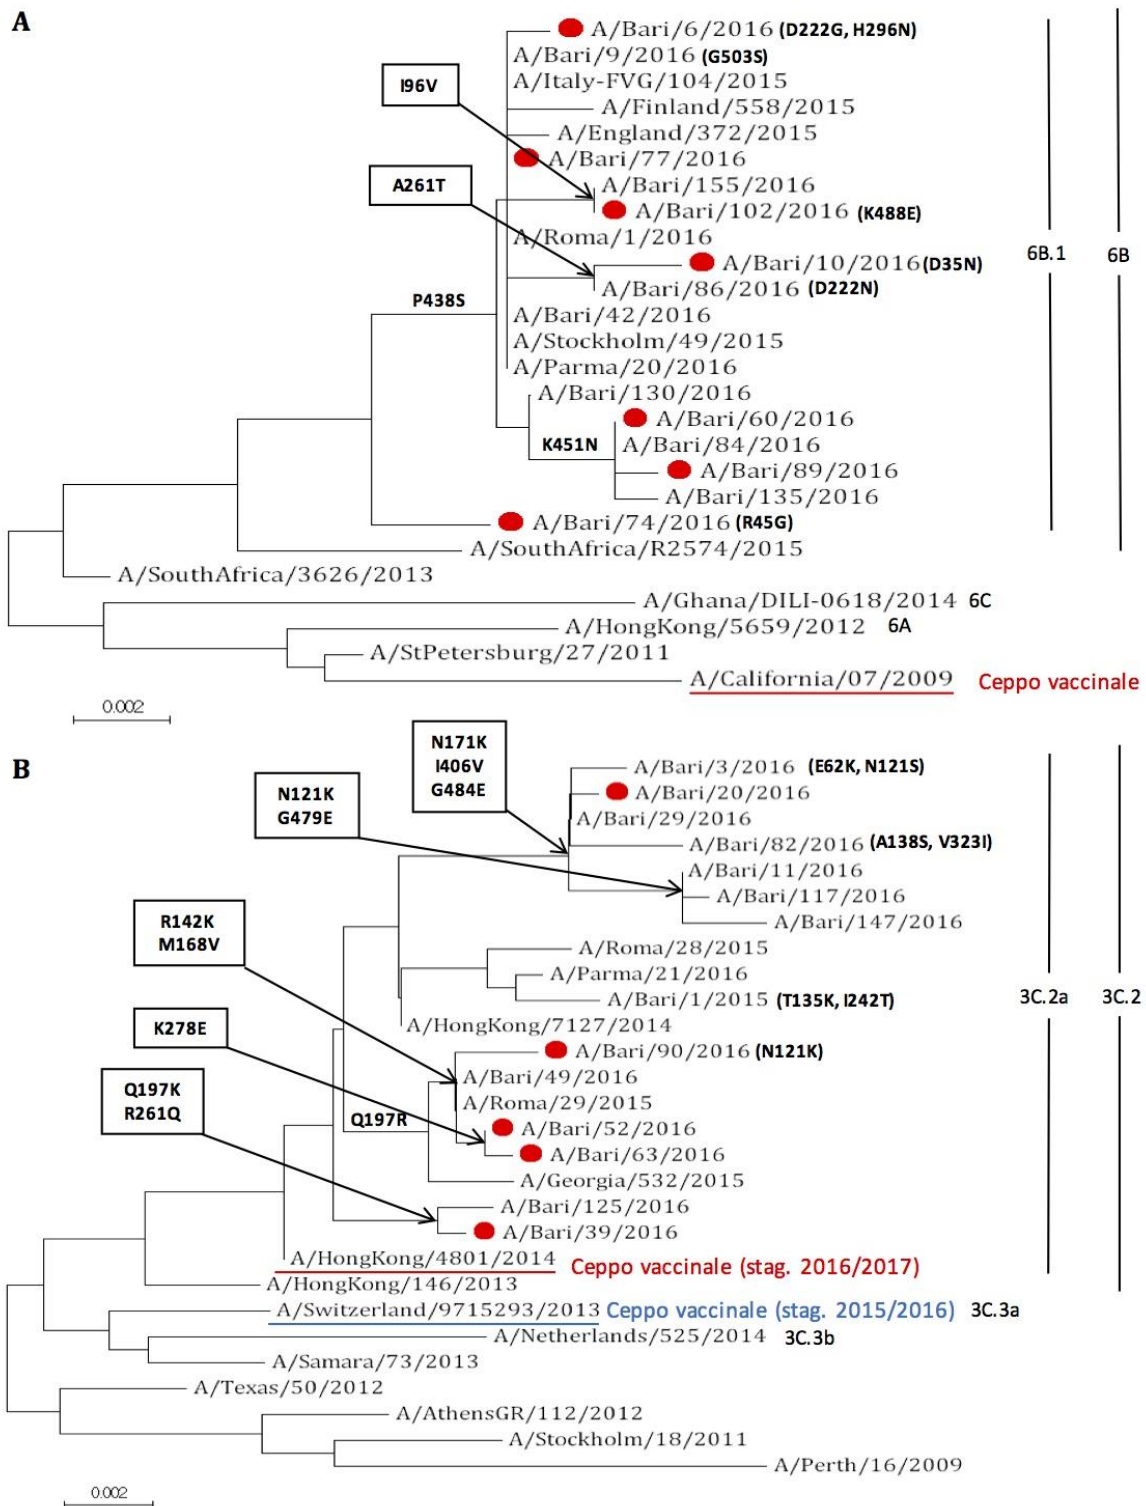 A
A/Bari/6/2016 (D222G, H296N)
A/Bari/9/2016 (G503S)
I96V
A/Italy-FVG/104/2015
A/Finland/558/2015
A/England/372/2015
A/Bari/77/2016
A261T
A/Bari/155/2016
A/Bari/102/2016 (K488E)
A/Roma/1/2016
6B.1
6B
A/Bari/10/2016 (D35N)
A/Bari/86/2016 (D222N)
P438S
A/Bari/42/2016
A/Stockholm/49/2015
A/Parma/20/2016
A/Bari/130/2016
A/Bari/60/2016
K451N
A/Bari/84/2016
A/Bari/89/2016
A/Bari/135/2016
A/Bari/74/2016 (R45G)
A/SouthAfrica/R2574/2015
A/SouthAfrica/3626/2013
A/Ghana/DILI-0618/2014 6C
A/HongKong/5659/2012 6A
A/StPetersburg/27/2011
A/California/07/2009 Ceppo vaccinale
0.002
B
N171K
I406V
G484E
A/Bari/3/2016 (E62K, N121S)
N121K
G479E
A/Bari/20/2016
A/Bari/29/2016
A/Bari/82/2016 (A138S, V323I)
A/Bari/11/2016
A/Bari/117/2016
R142K
M168V
A/Bari/147/2016
A/Roma/28/2015
A/Parma/21/2016
A/Bari/1/2015 (T135K, I242T)
3C.2a
3C.2
K278E
A/HongKong/7127/2014
A/Bari/90/2016 (N121K)
A/Bari/49/2016
Q197K
R261Q
A/Roma/29/2015
Q197R
A/Bari/52/2016
A/Bari/63/2016
A/Georgia/532/2015
A/Bari/125/2016
A/Bari/39/2016
A/HongKong/4801/2014 Ceppo vaccinale (stag. 2016/2017)
A/HongKong/146/2013
A/Switzerland/9715293/2013 Ceppo vaccinale (stag. 2015/2016) 3C.3a
A/Netherlands/525/2014 3C.3b
A/Samara/73/2013
A/Texas/50/2012
A/AthensGR/112/2012
A/Stockholm/18/2011
A/Perth/16/2009
0.002